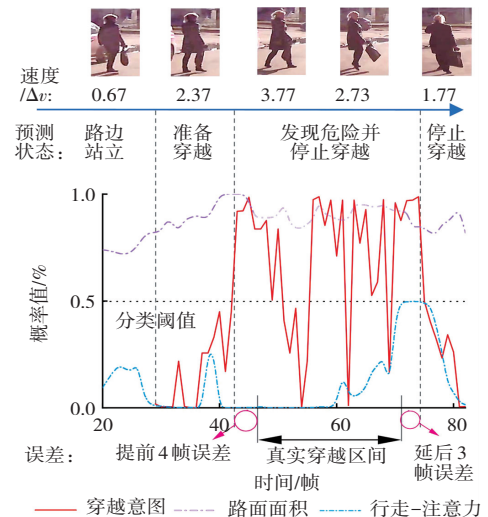 速度
/Δv: 0.67 2.37 3.77 2.73 1.77
预测 路边 准备 发现危险并 停止
状态： 站立 穿越 停止穿越 穿越
1.0
0.5
0.0
概率值/%
分类阈值
20 40 60 80
误差： 提前4帧误差 真实穿越区间 延后3
帧误差
时间/帧
穿越意图 路面面积 行走-注意力